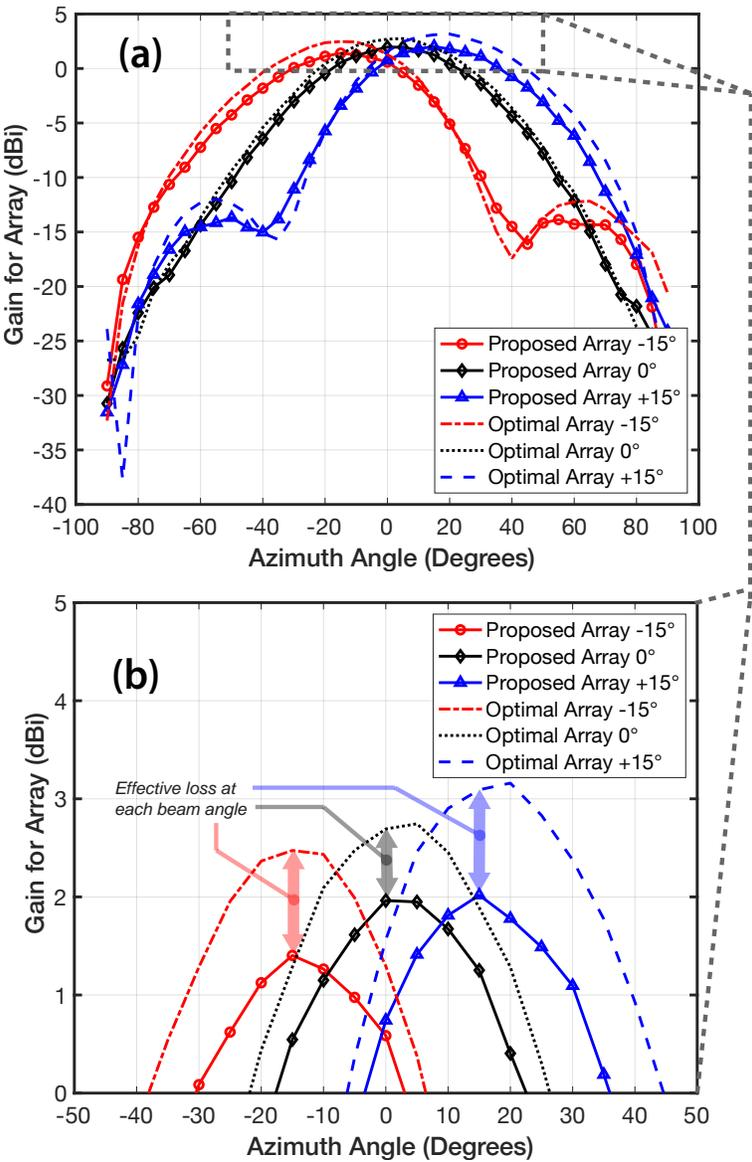 5
0
-5
-10
-15
-20
-25
-30
-35
-40
Gain for Array (dBi)
(a)
Proposed Array -15°
Proposed Array 0°
Proposed Array +15°
Optimal Array -15°
Optimal Array 0°
Optimal Array +15°
-100 -80 -60 -40 -20 0 20 40 60 80 100
Azimuth Angle (Degrees)
5
4
3
2
1
0
Gain for Array (dBi)
(b)
Proposed Array -15°
Proposed Array 0°
Proposed Array +15°
Optimal Array -15°
Optimal Array 0°
Optimal Array +15°
Effective loss at
each beam angle
-50 -40 -30 -20 -10 0 10 20 30 40 50
Azimuth Angle (Degrees)